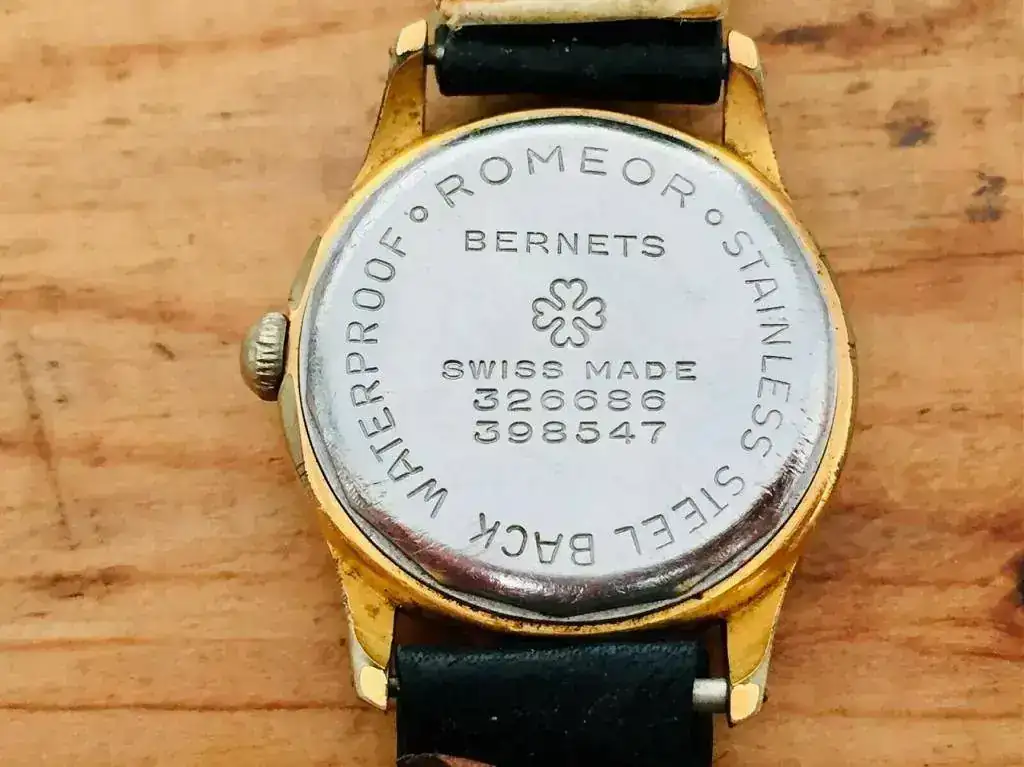 ROMEOR
STAINLESS STEEL BACK
WATERPROOF
BERNETS
SWISS MADE
326686
398547